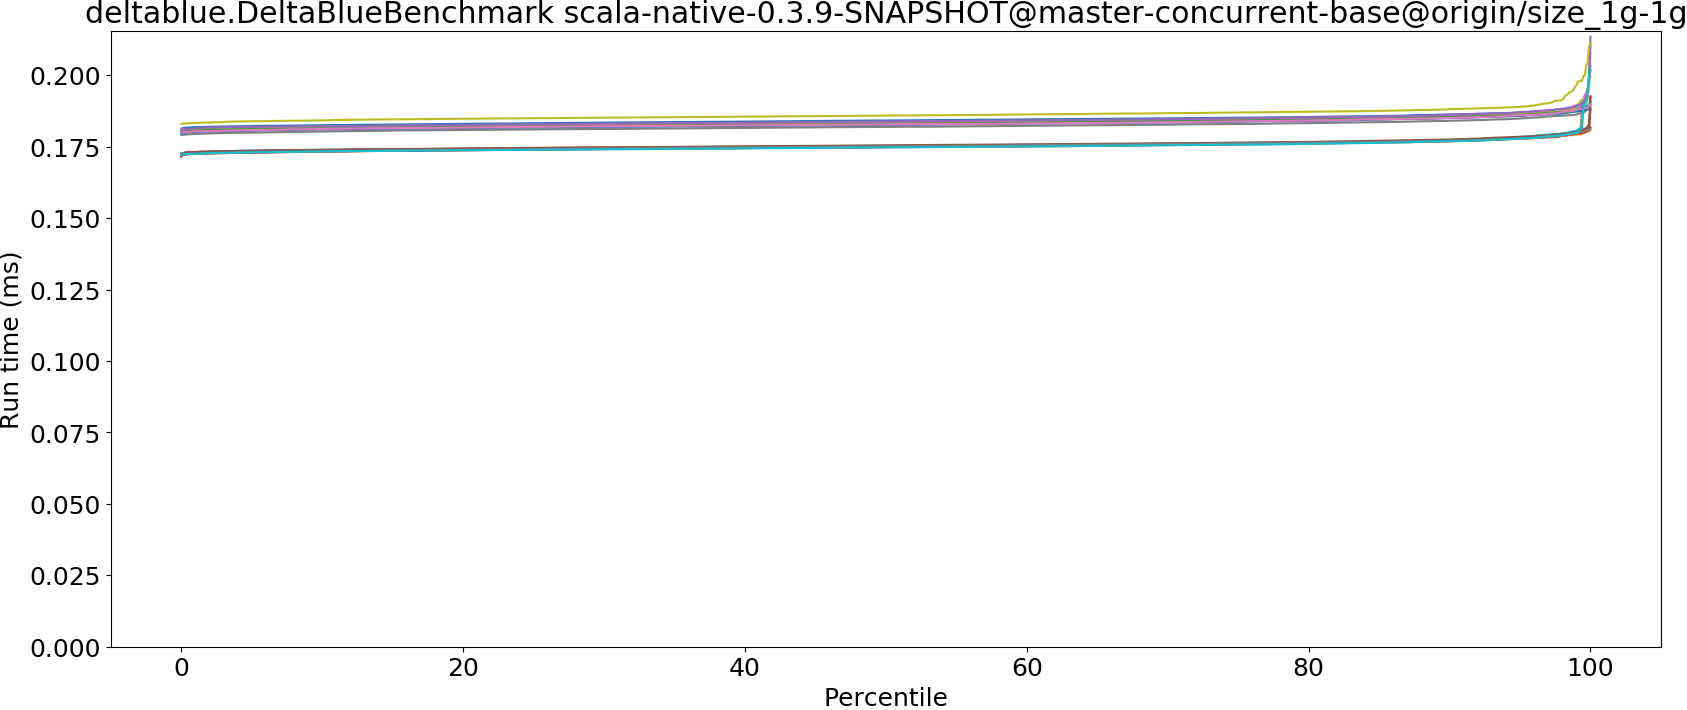 deltablue.DeltaBlueBenchmark scala-native-0.3.9-SNAPSHOT@master-concurrent-base@origin/size_1g-1g
0.200
0.175
0.150
0.125
0.100
0.075
0.050
0.025
0.000
Run time (ms)
0 20 40 60 80 100
Percentile